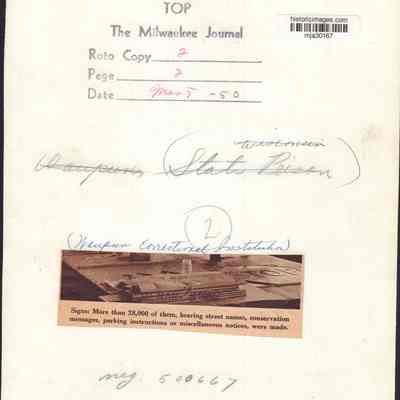 TOP
historicimages.com
mja30167
The Milwaukee Journal
Roto Copy 2
Page 2
Date Mar 5 -50
Wisconsin
Waupun (State Prison)
2
(Waupun Correctional Institution)
Signs: More than 28,000 of them, bearing street names, conservation
messages, parking instructions or miscellaneous notices, were made.
neg. 500667